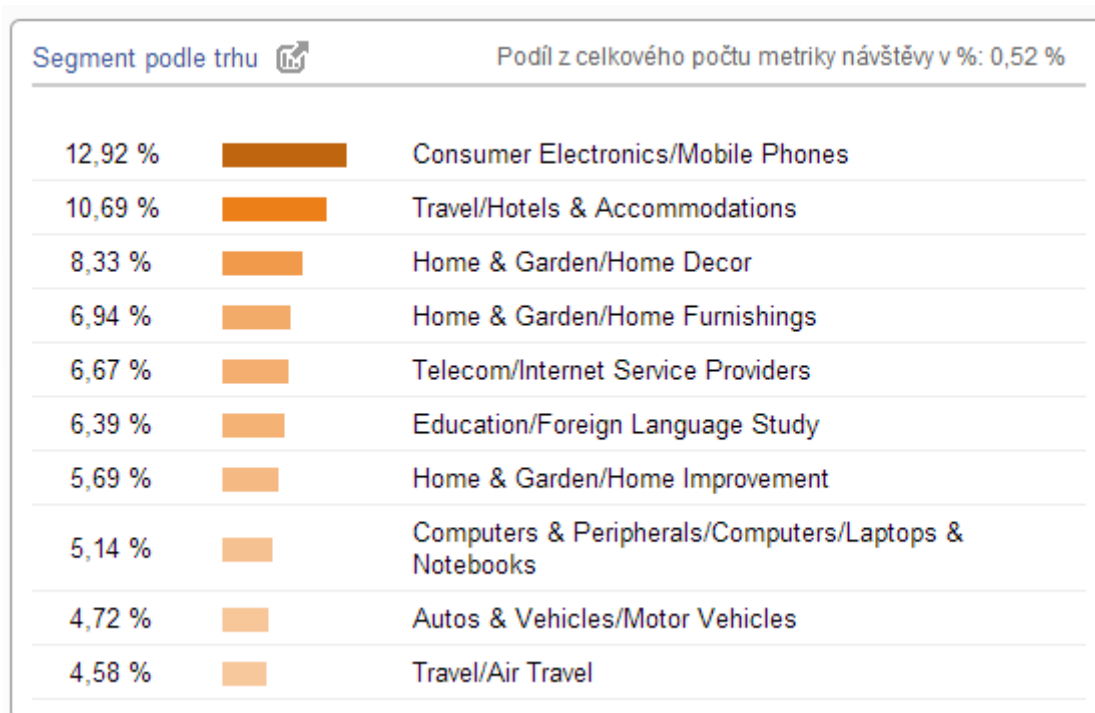 Segment podle trhu
Podíl z celkového počtu metriky návštěvy v %: 0,52 %
12,92 % Consumer Electronics/Mobile Phones
10,69 % Travel/Hotels & Accommodations
8,33 % Home & Garden/Home Decor
6,94 % Home & Garden/Home Furnishings
6,67 % Telecom/Internet Service Providers
6,39 % Education/Foreign Language Study
5,69 % Home & Garden/Home Improvement
5,14 % Computers & Peripherals/Computers/Laptops &
Notebooks
4,72 % Autos & Vehicles/Motor Vehicles
4,58 % Travel/Air Travel